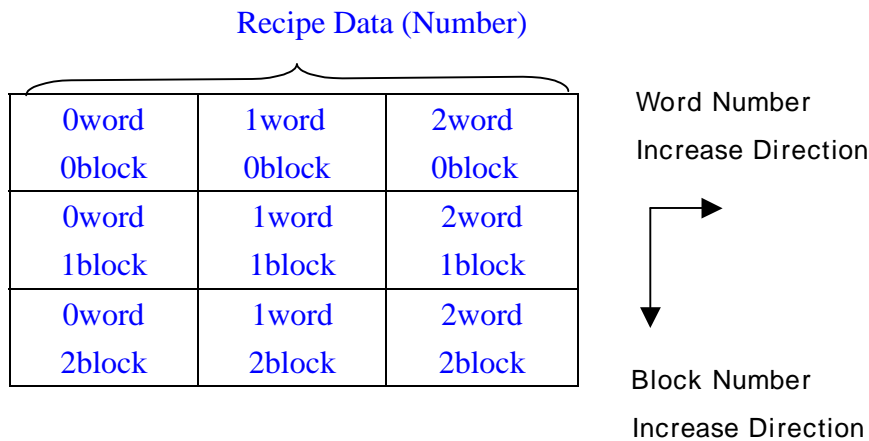 Recipe Data (Number)
0word 1word 2word
0block 0block 0block
0word 1word 2word
1block 1block 1block
0word 1word 2word
2block 2block 2block
Word Number
Increase Direction
Block Number
Increase Direction